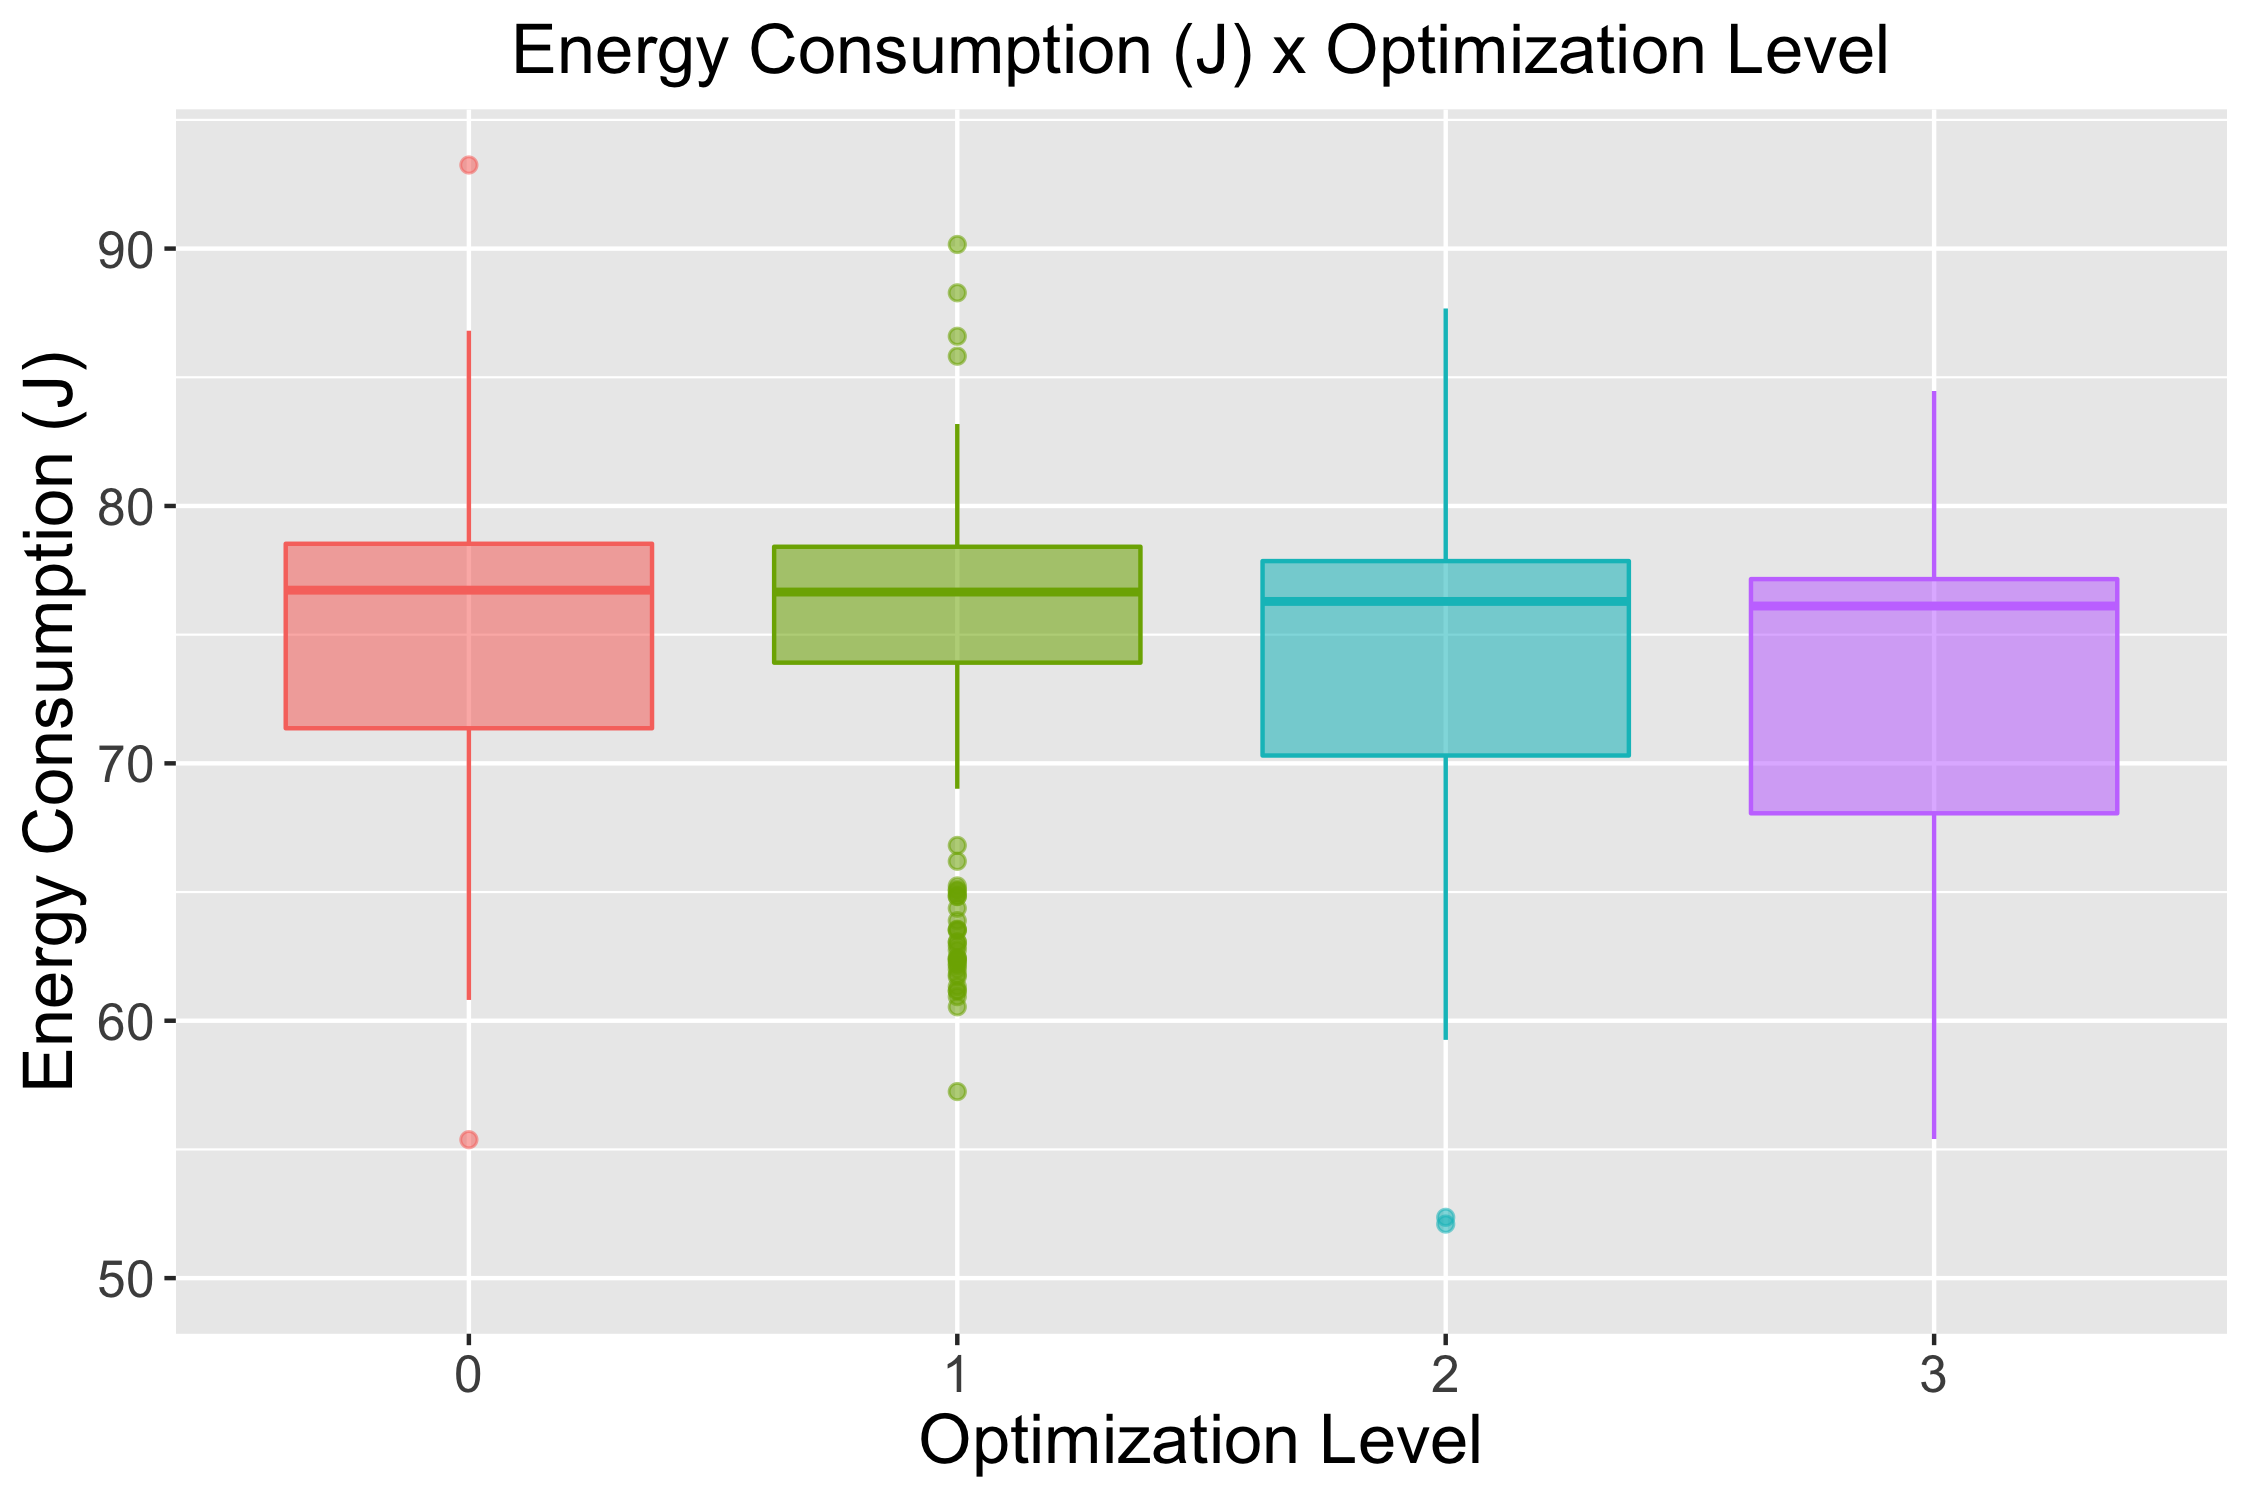 Energy Consumption (J) x Optimization Level
Energy Consumption (J)
90
80
70
60
50
0 1 2 3
Optimization Level